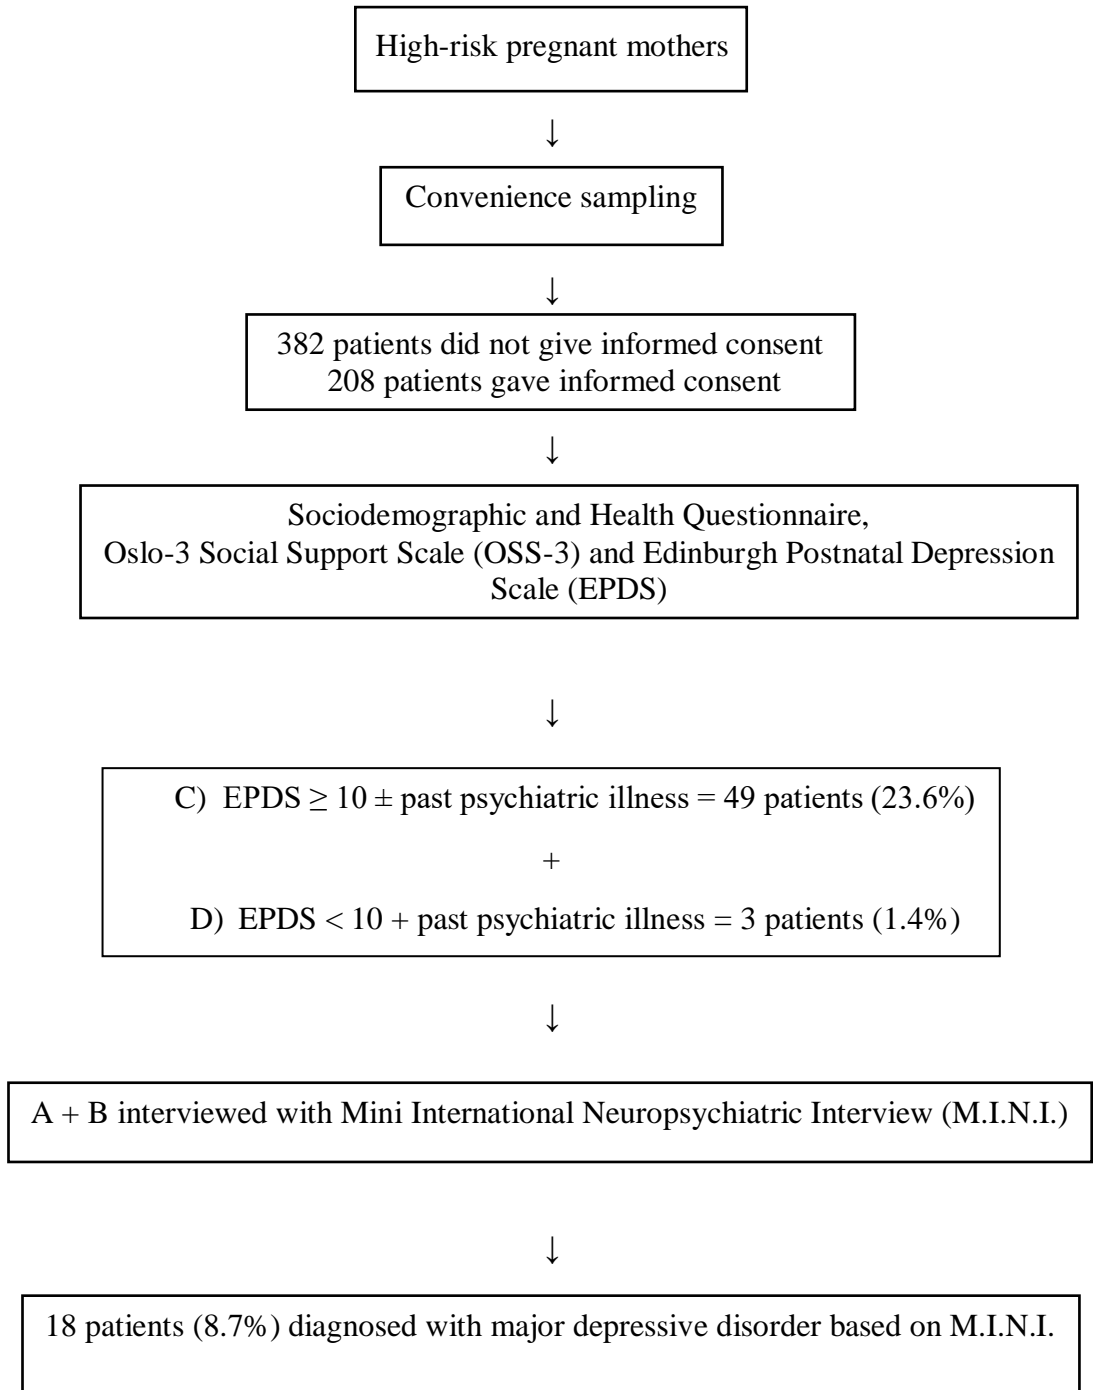 High-risk pregnant mothers
↓
Convenience sampling
↓
382 patients did not give informed consent
208 patients gave informed consent
↓
Sociodemographic and Health Questionnaire,
Oslo-3 Social Support Scale (OSS-3) and Edinburgh Postnatal Depression
Scale (EPDS)
↓
C) EPDS ≥ 10 ± past psychiatric illness = 49 patients (23.6%)
+
D) EPDS < 10 + past psychiatric illness = 3 patients (1.4%)
↓
A + B interviewed with Mini International Neuropsychiatric Interview (M.I.N.I.)
↓
18 patients (8.7%) diagnosed with major depressive disorder based on M.I.N.I.